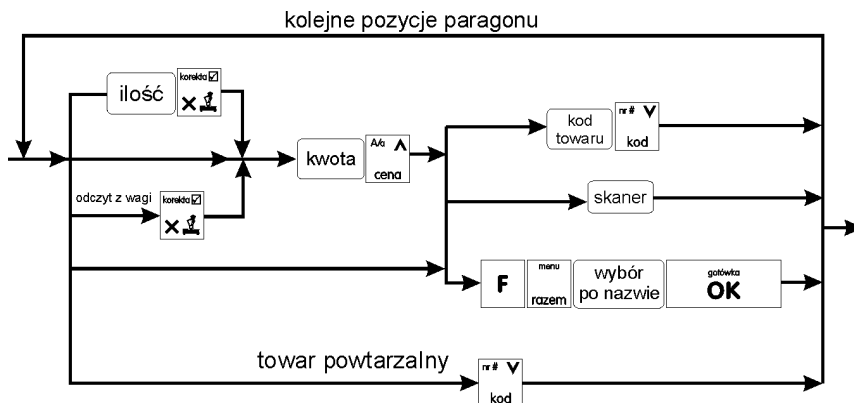 kolejne pozycje paragonu
ilość
korekta
×
kwota
A/a
cena
kod
towaru
nr #
kod
odczyt z wagi
korekta
×
skaner
F
menu
razem
wybór
po nazwie
gotówka
OK
towar powtarzalny
nr #
kod